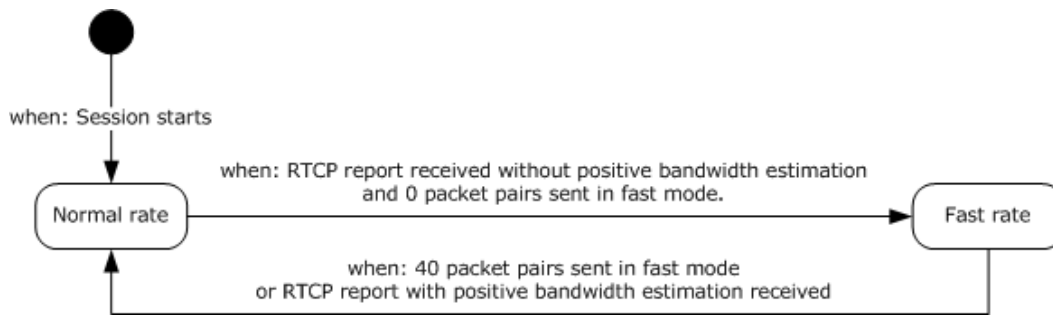 when: Session starts
when: RTCP report received without positive bandwidth estimation
and 0 packet pairs sent in fast mode.
Normal rate
Fast rate
when: 40 packet pairs sent in fast mode
or RTCP report with positive bandwidth estimation received